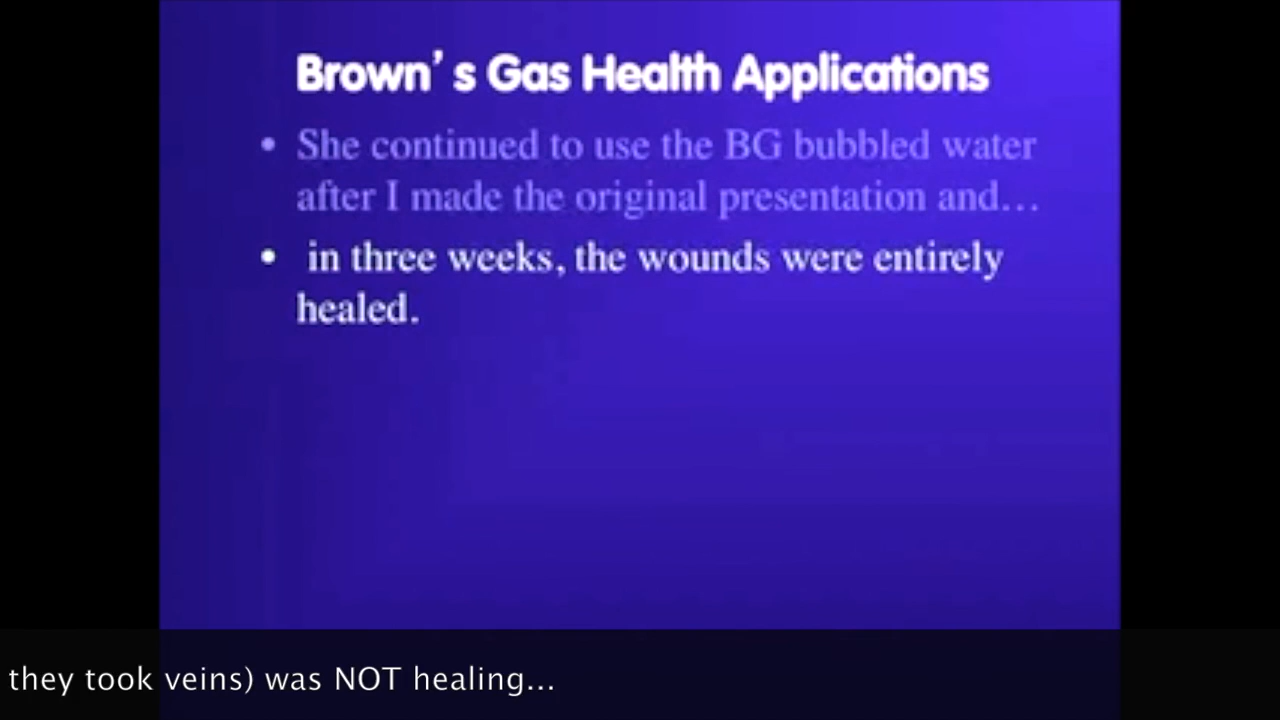 Brown's Gas Health Applications
• She continued to use the BG bubbled water
after I made the original presentation and...
• in three weeks, the wounds were entirely
healed.
they took veins) was NOT healing...